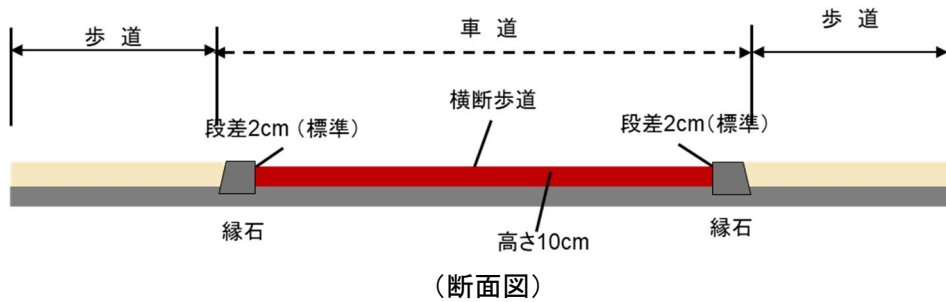 歩 道
車 道
歩 道
横断歩道
段差2cm（標準）
段差2cm（標準）
縁石
高さ10cm
縁石
（断面図）